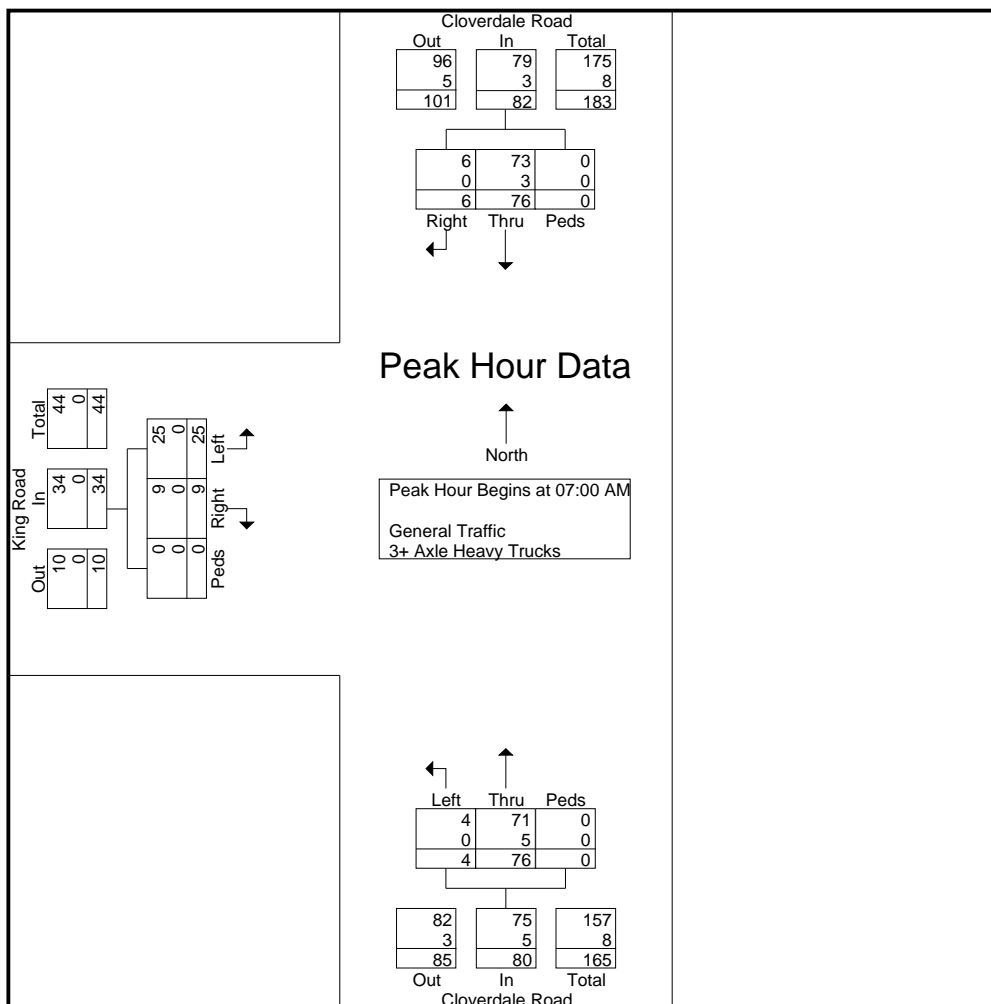 Cloverdale Road
Out In Total
96 79 175
5 3 8
101 82 183
6 73 0
0 3 0
6 76 0
Right Thru Peds
Peak Hour Data
North
Peak Hour Begins at 07:00 AM
General Traffic
3+ Axle Heavy Trucks
King Road
Out In Total
10 34 44
0 0 0
10 34 44
0 9 25
0 0 0
0 9 25
Peds Right Left
Left Thru Peds
4 71 0
0 5 0
4 76 0
82 75 157
3 5 8
85 80 165
Out In Total
Cloverdale Road